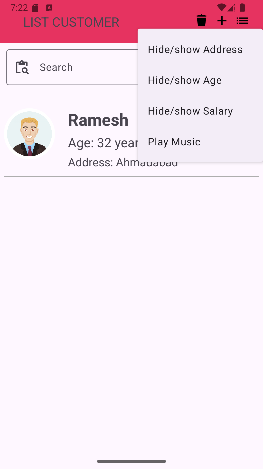 7:22
LIST CUSTOMER
Hide/show Address
Search
Hide/show Age
Hide/show Salary
Ramesh
Play Music
Age: 32 year
Address: Ahmadabad